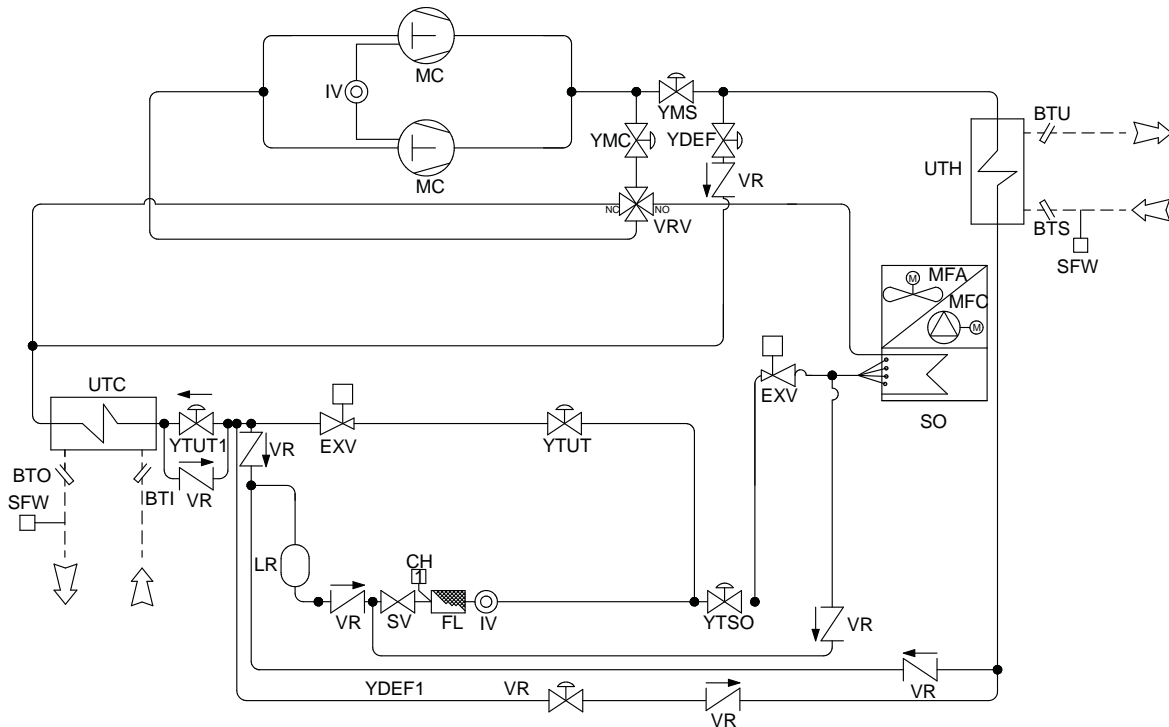 MC
IV
YMS
YMC
YDEF
BTU
MC
VR
UTH
NC
NO
VRV
BTS
SFW
M
MFA
MFC
M
UTC
EXV
SO
YTUT1
EXV
YTUT
VR
BTO
BTI
VR
SFW
LR
CH
1
VR
SV
FL
IV
YTSO
VR
YDEF1
VR
VR
VR